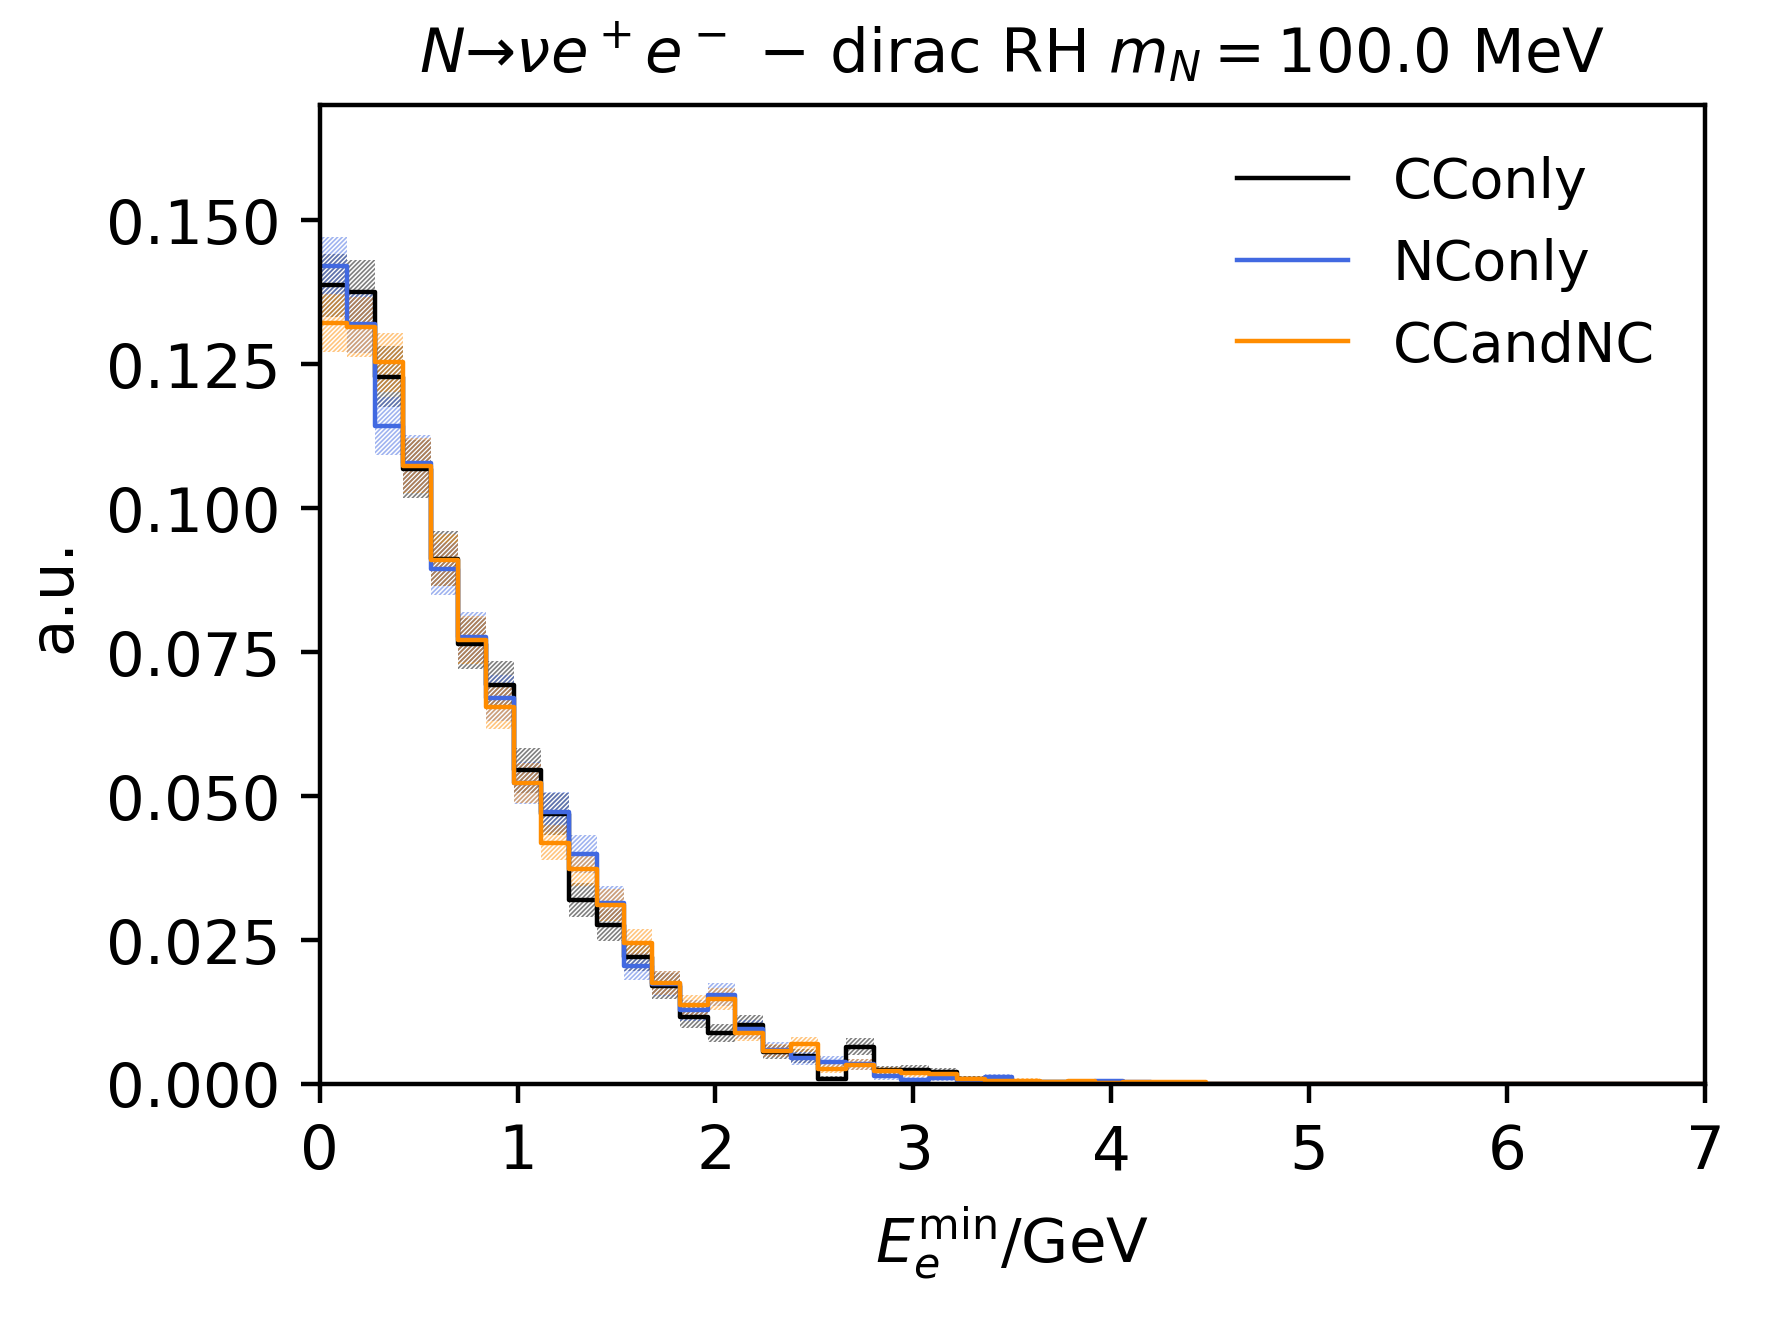 N→νe⁺e⁻ − dirac RH m_N = 100.0 MeV
CConly
NConly
CCandNC
0.150
0.125
0.100
0.075
0.050
0.025
0.000
a.u.
0 1 2 3 4 5 6 7
E_e^min/GeV